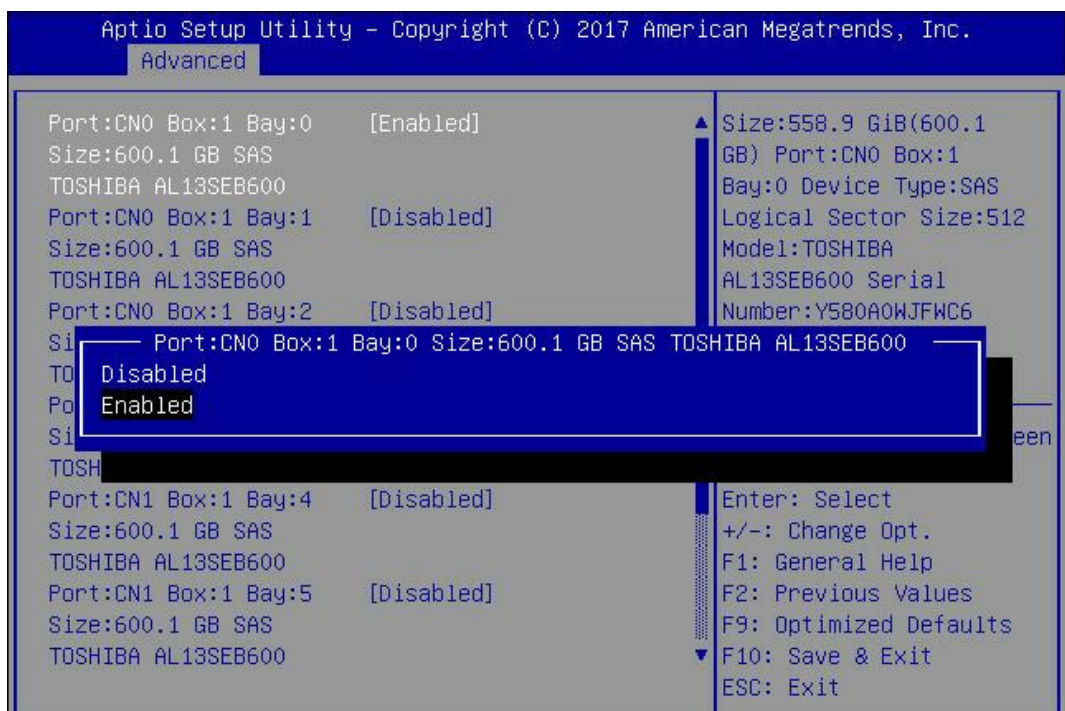 Aptio Setup Utility – Copyright (C) 2017 American Megatrends, Inc.
Advanced
Port:CN0 Box:1 Bay:0 [Enabled]
Size:600.1 GB SAS
TOSHIBA AL13SEB600
Port:CN0 Box:1 Bay:1 [Disabled]
Size:600.1 GB SAS
TOSHIBA AL13SEB600
Port:CN0 Box:1 Bay:2 [Disabled]
Si
TO
Po
Si
TOSH
Port:CN0 Box:1 Bay:0 Size:600.1 GB SAS TOSHIBA AL13SEB600
Disabled
Enabled
Port:CN1 Box:1 Bay:4 [Disabled]
Size:600.1 GB SAS
TOSHIBA AL13SEB600
Port:CN1 Box:1 Bay:5 [Disabled]
Size:600.1 GB SAS
TOSHIBA AL13SEB600
Size:558.9 GiB(600.1
GB) Port:CN0 Box:1
Bay:0 Device Type:SAS
Logical Sector Size:512
Model:TOSHIBA
AL13SEB600 Serial
Number:Y580A0WJFWC6
een
Enter: Select
+/-: Change Opt.
F1: General Help
F2: Previous Values
F9: Optimized Defaults
F10: Save & Exit
ESC: Exit